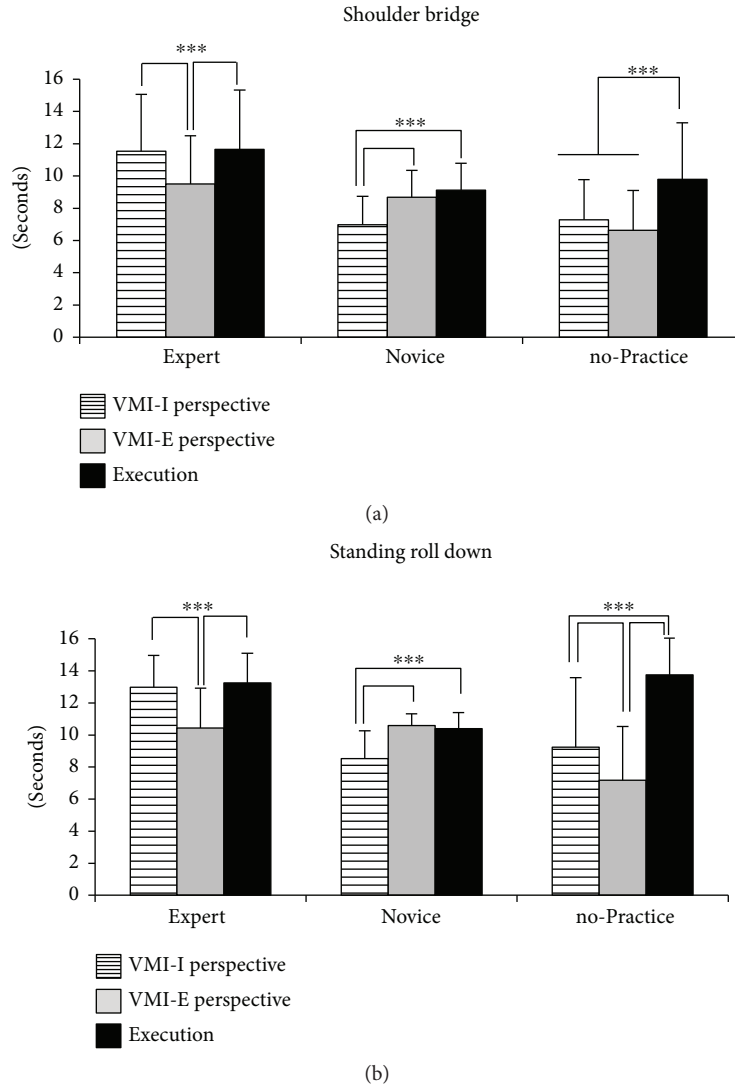 Shoulder bridge
***
***
***
16
14
12
10
8
6
4
2
0
(Seconds)
Expert
Novice
no-Practice
VMI-I perspective
VMI-E perspective
Execution
(a)
Standing roll down
***
***
***
16
14
12
10
8
6
4
2
0
(Seconds)
Expert
Novice
no-Practice
VMI-I perspective
VMI-E perspective
Execution
(b)